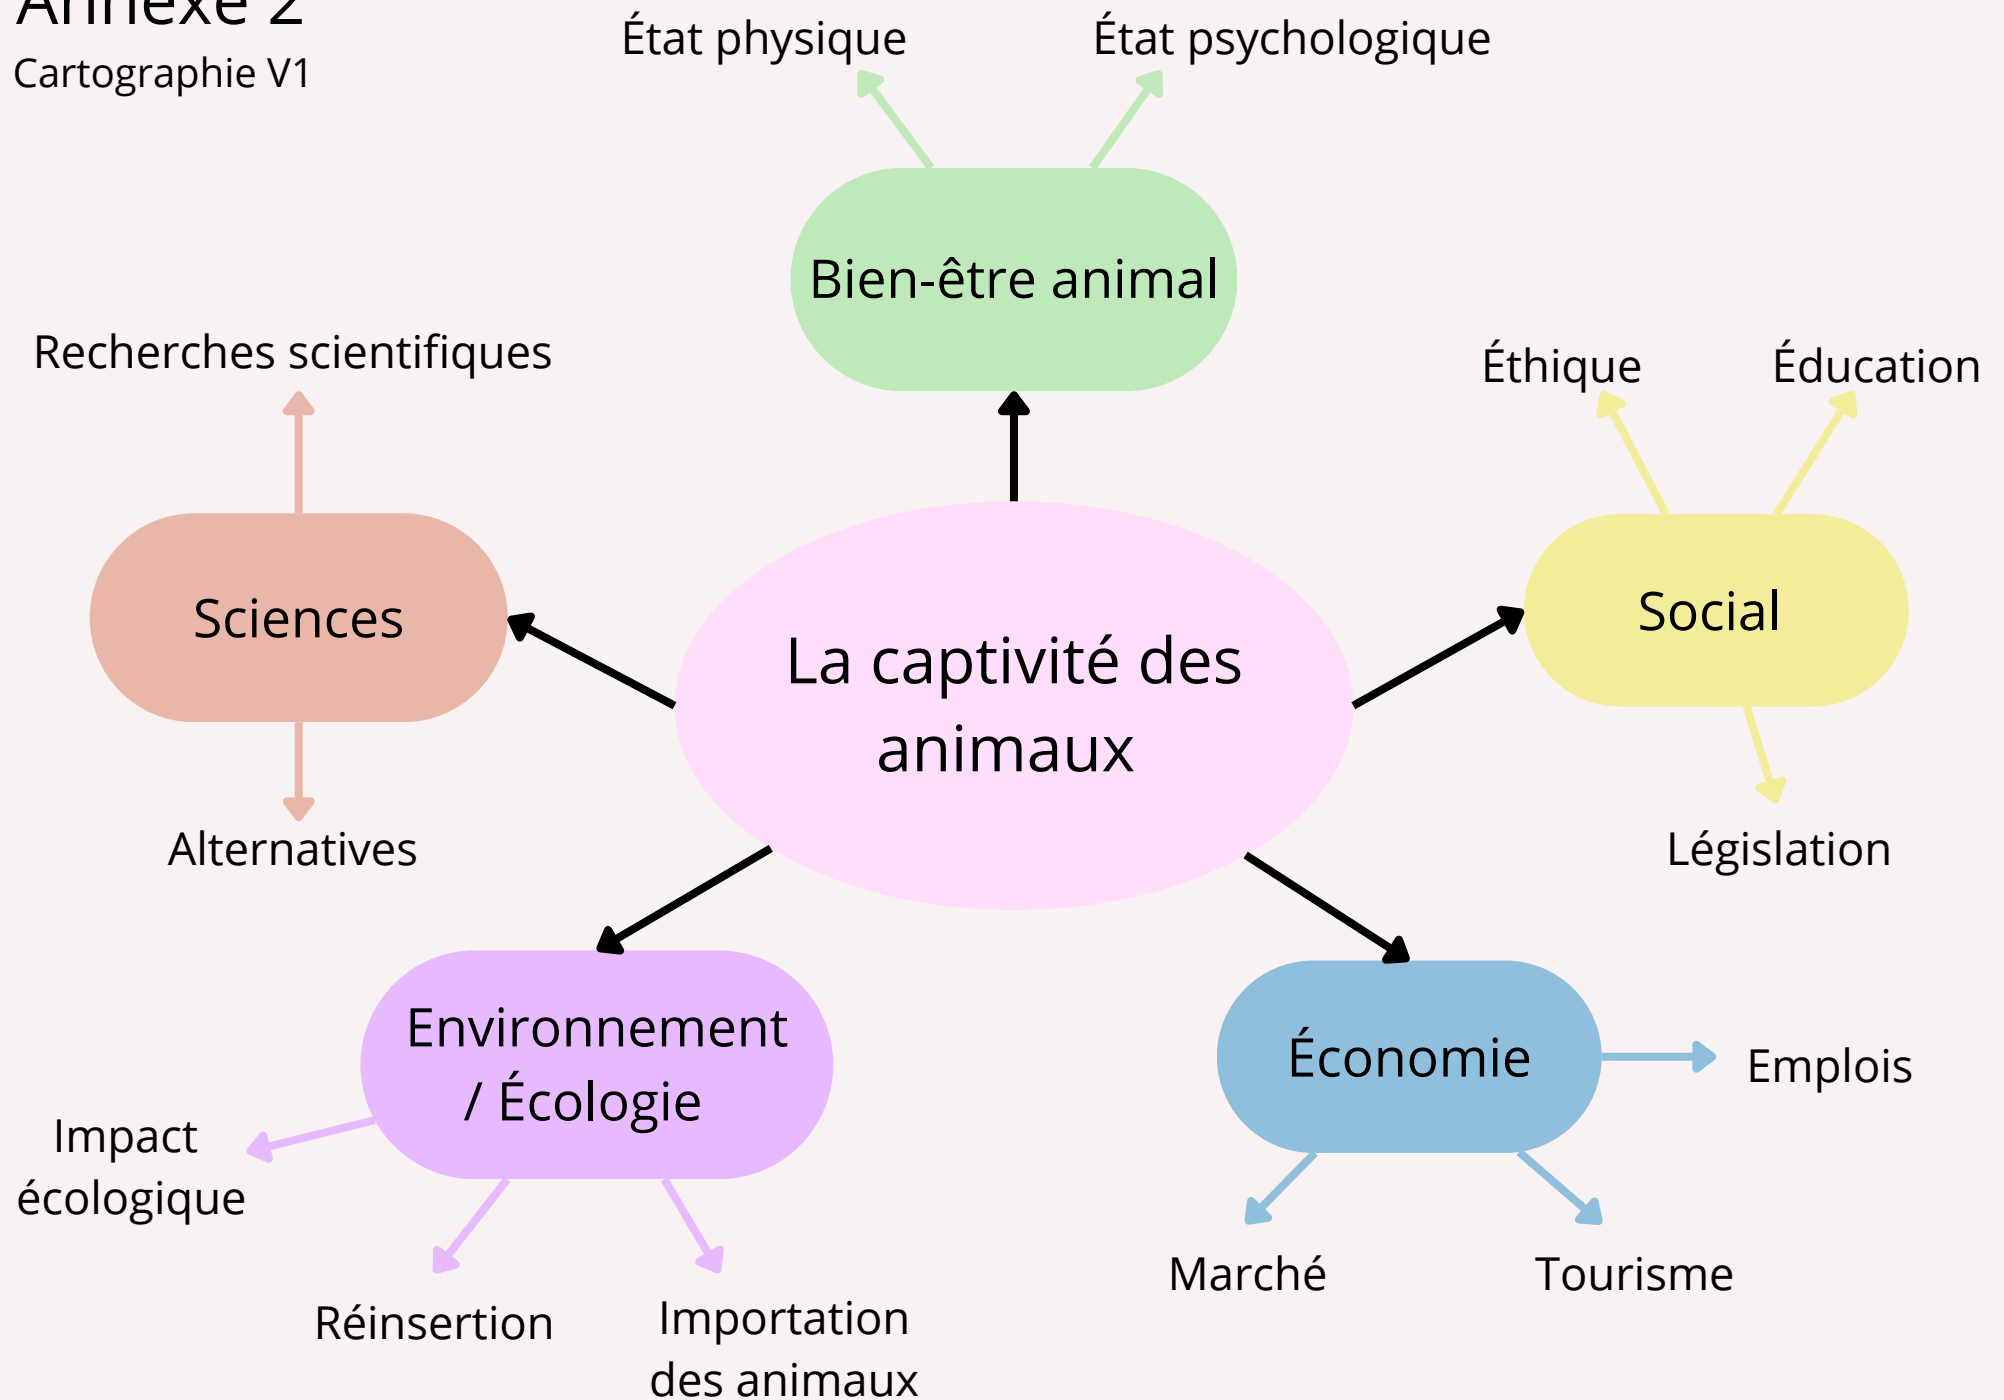 Annexe 2
Cartographie V1
État physique
État psychologique
Bien-être animal
Recherches scientifiques
Sciences
Alternatives
Éthique
Éducation
Social
Législation
La captivité des
animaux
Environnement
/ Écologie
Impact
écologique
Réinsertion
Importation
des animaux
Économie
Emplois
Marché
Tourisme